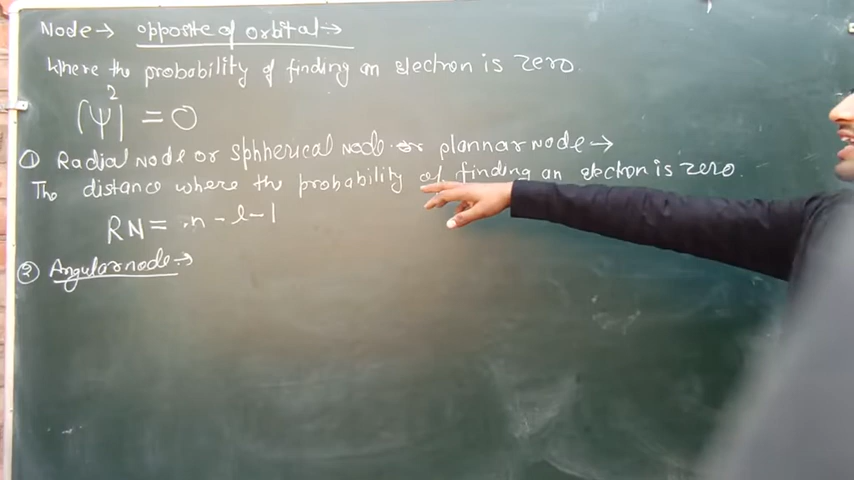 Node → opposite of orbital →
Where the probability of finding an electron is zero.
|Ψ|² = 0
① Radial Node or sphherical Node or plannar node →
The distance where the probability of finding an electron is zero.
RN = n - l - 1
② Angular node →